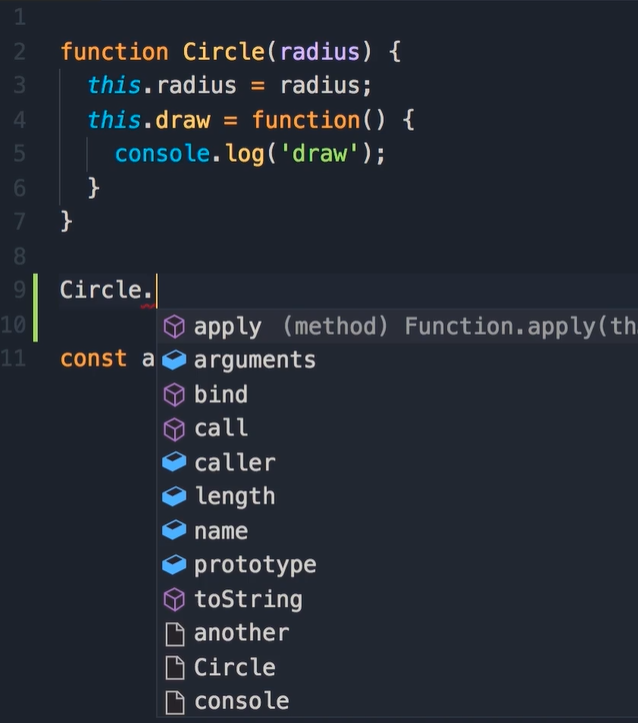 1
2 function Circle(radius) {
3 this.radius = radius;
4 this.draw = function() {
5 console.log('draw');
6 }
7 }
8
9 Circle.
10 apply (method) Function.apply(th
11 const a arguments
bind
call
caller
length
name
prototype
toString
another
Circle
console